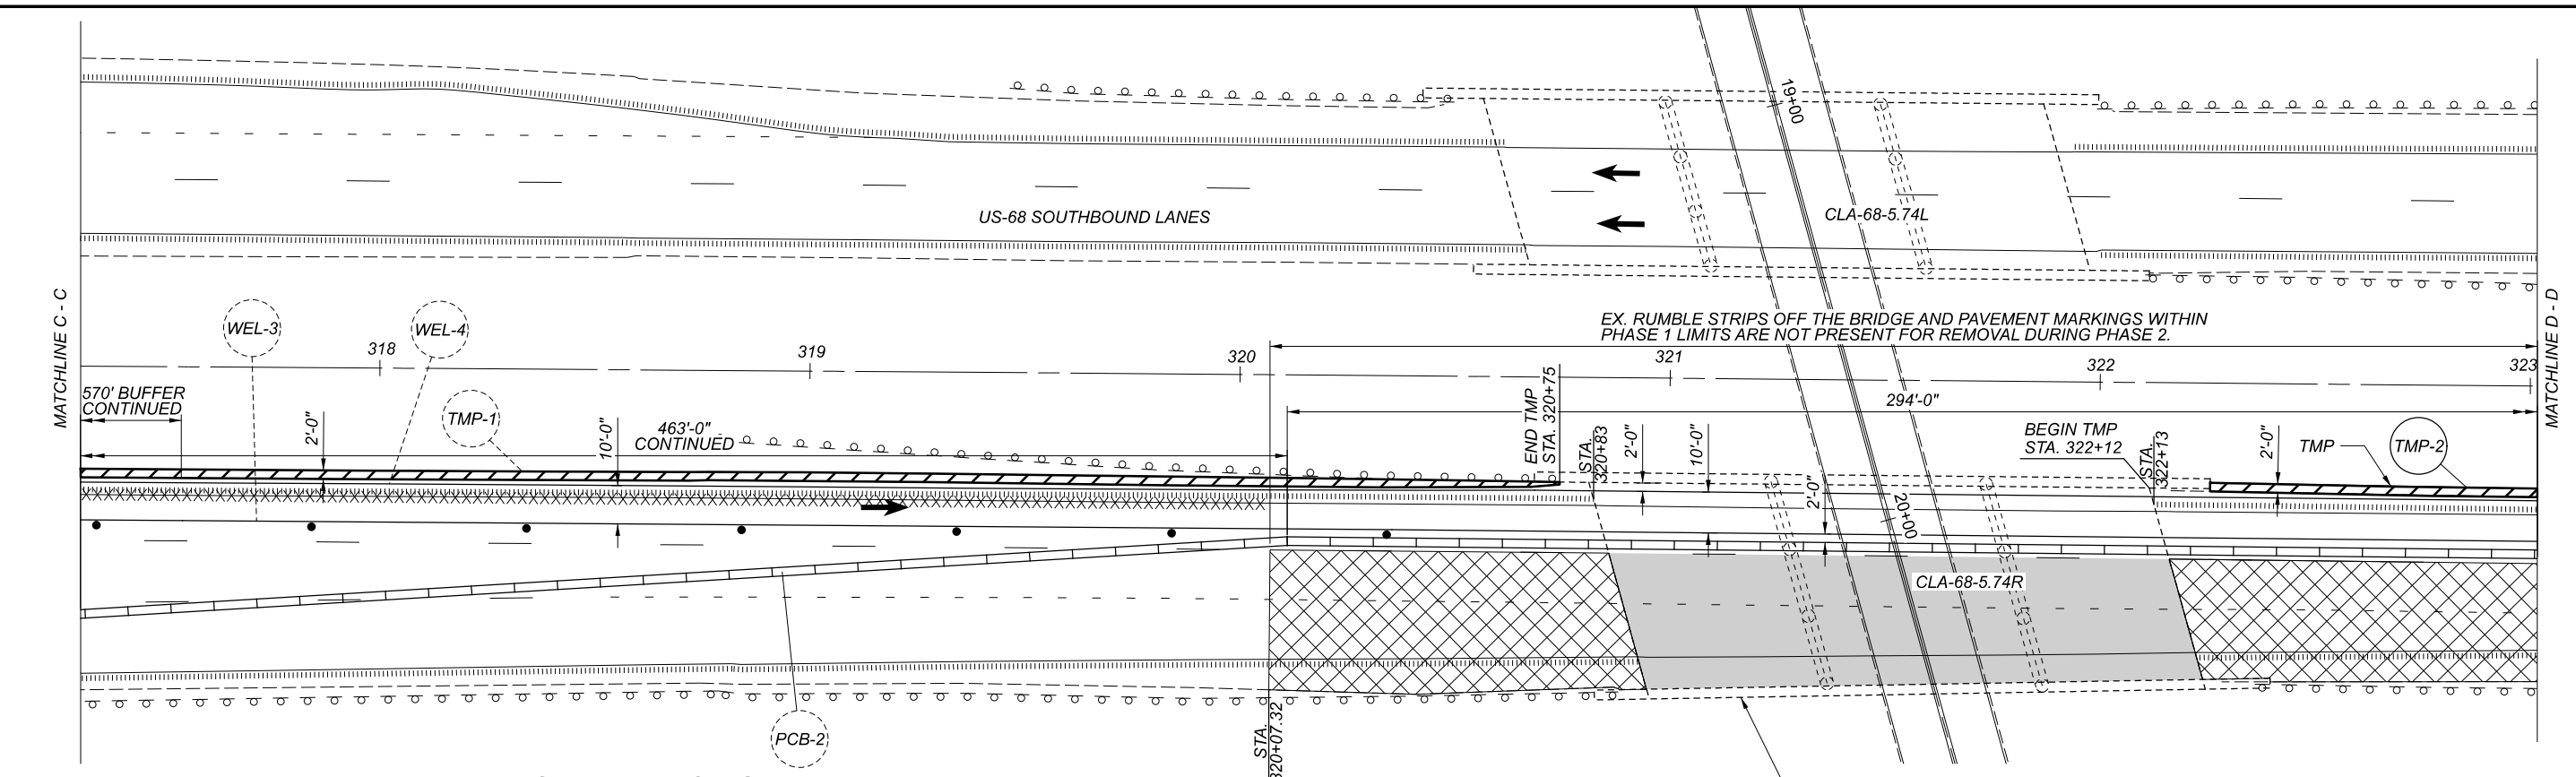 19+00
US-68 SOUTHBOUND LANES
CLA-68-5.74L
MATCHLINE C - C
MATCHLINE D - D
WEL-3
WEL-4
EX. RUMBLE STRIPS OFF THE BRIDGE AND PAVEMENT MARKINGS WITHIN
PHASE 1 LIMITS ARE NOT PRESENT FOR REMOVAL DURING PHASE 2.
318
319
320
321
322
323
570' BUFFER
CONTINUED
2'-0"
TMP-1
10'-0"
463'-0"
CONTINUED
294'-0"
END TMP
STA. 320+75
STA.
320+83
2'-0"
10'-0"
2'-0"
BEGIN TMP
STA. 322+12
STA.
322+13
2'-0"
TMP
TMP-2
20+00
CLA-68-5.74R
PCB-2
STA.
320+07.32